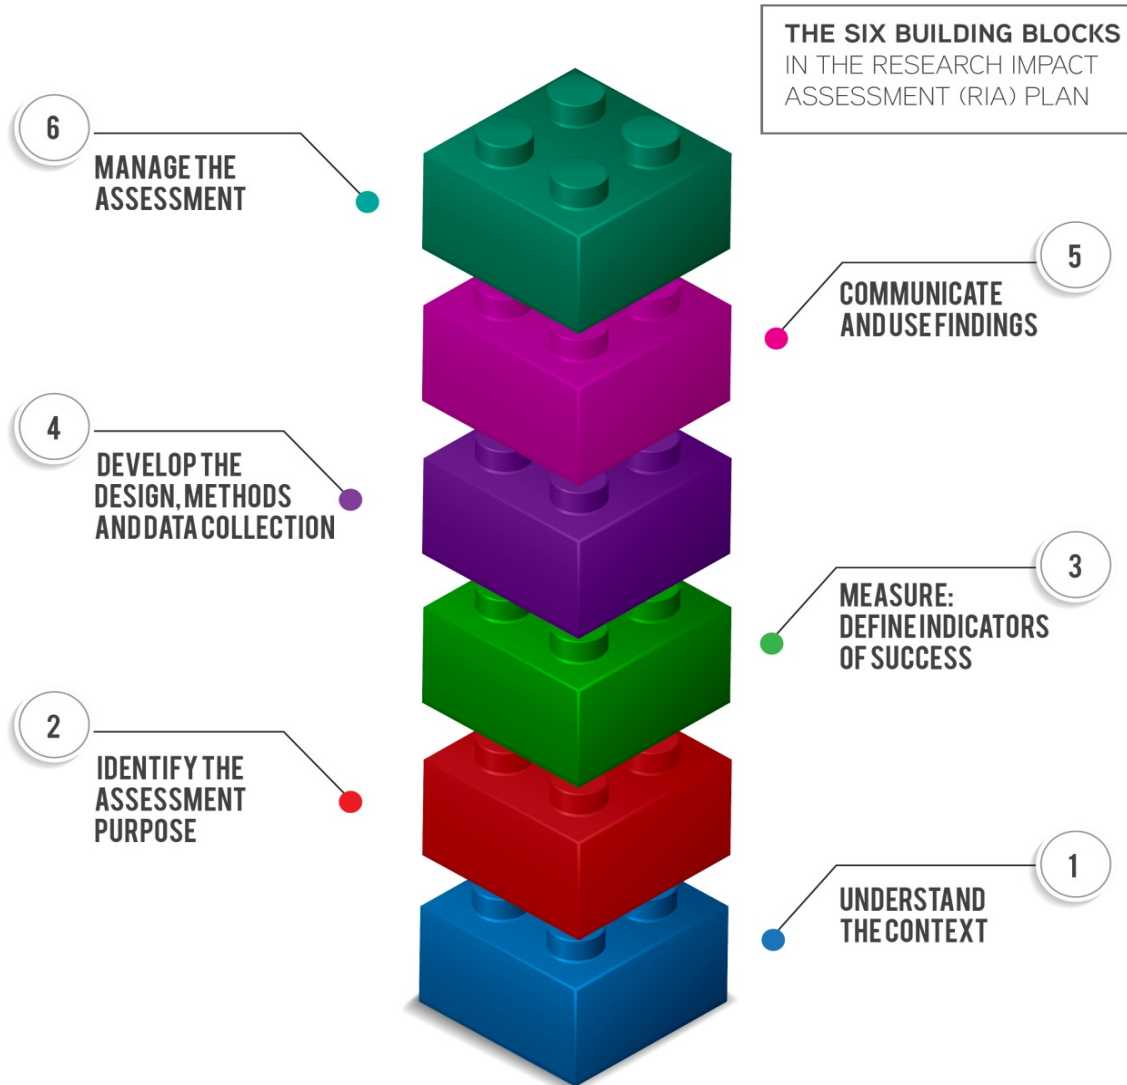 THE SIX BUILDING BLOCKS
IN THE RESEARCH IMPACT
ASSESSMENT (RIA) PLAN
6
MANAGE THE
ASSESSMENT
5
COMMUNICATE
AND USE FINDINGS
4
DEVELOP THE
DESIGN, METHODS
AND DATA COLLECTION
3
MEASURE:
DEFINE INDICATORS
OF SUCCESS
2
IDENTIFY THE
ASSESSMENT
PURPOSE
1
UNDERSTAND
THE CONTEXT